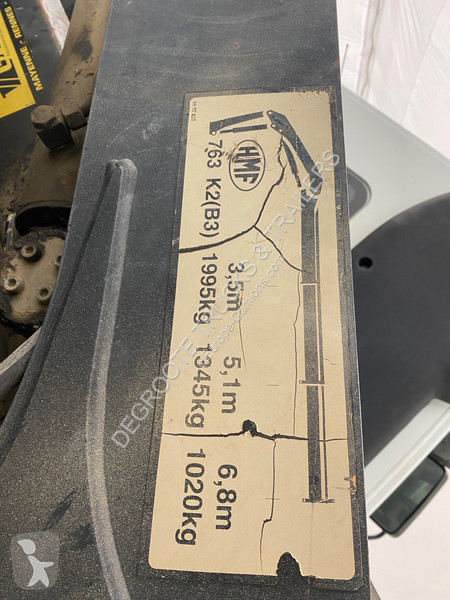 HMF
763 K2(B3)
3,5m 5,1m 6,8m
1995kg 1345kg 1020kg
MAYENNE - RENNES -
DEGROOTE TRUCKS & TRAILERS